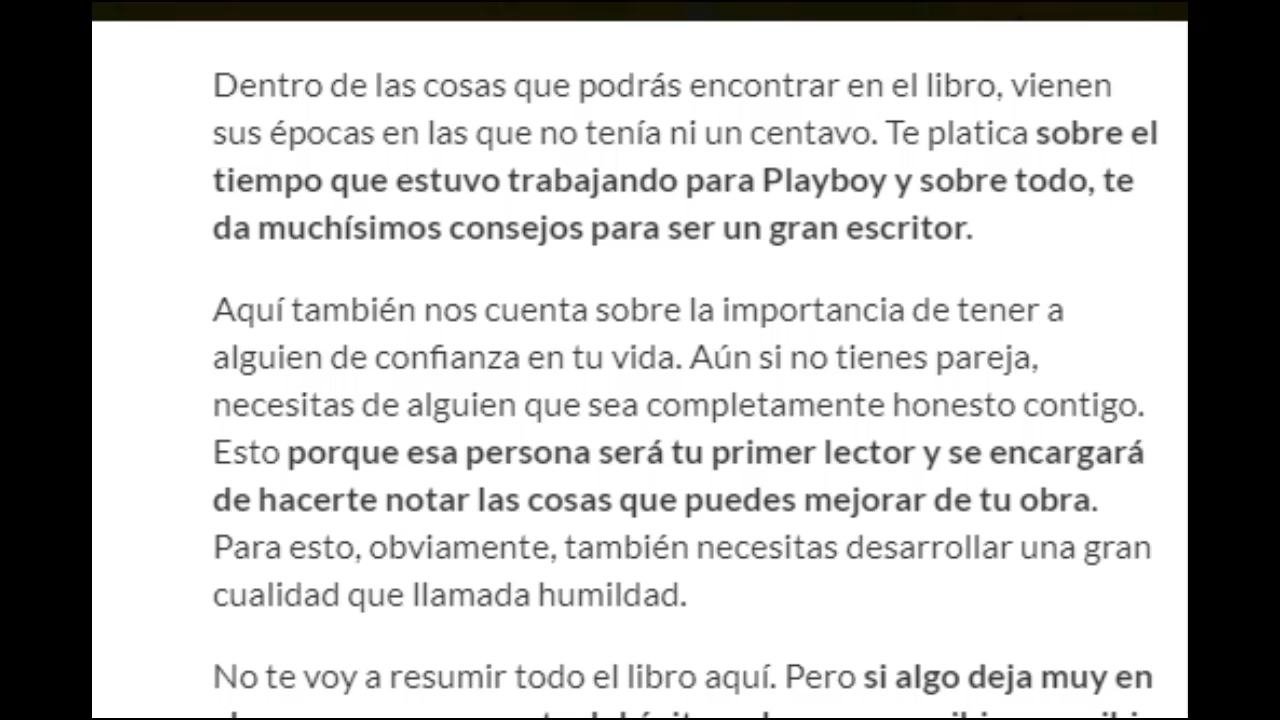 Dentro de las cosas que podrás encontrar en el libro, vienen
sus épocas en las que no tenía ni un centavo. Te platica sobre el
tiempo que estuvo trabajando para Playboy y sobre todo, te
da muchísimos consejos para ser un gran escritor.
Aquí también nos cuenta sobre la importancia de tener a
alguien de confianza en tu vida. Aún si no tienes pareja,
necesitas de alguien que sea completamente honesto contigo.
Esto porque esa persona será tu primer lector y se encargará
de hacerte notar las cosas que puedes mejorar de tu obra.
Para esto, obviamente, también necesitas desarrollar una gran
cualidad que llamada humildad.
No te voy a resumir todo el libro aquí. Pero si algo deja muy en